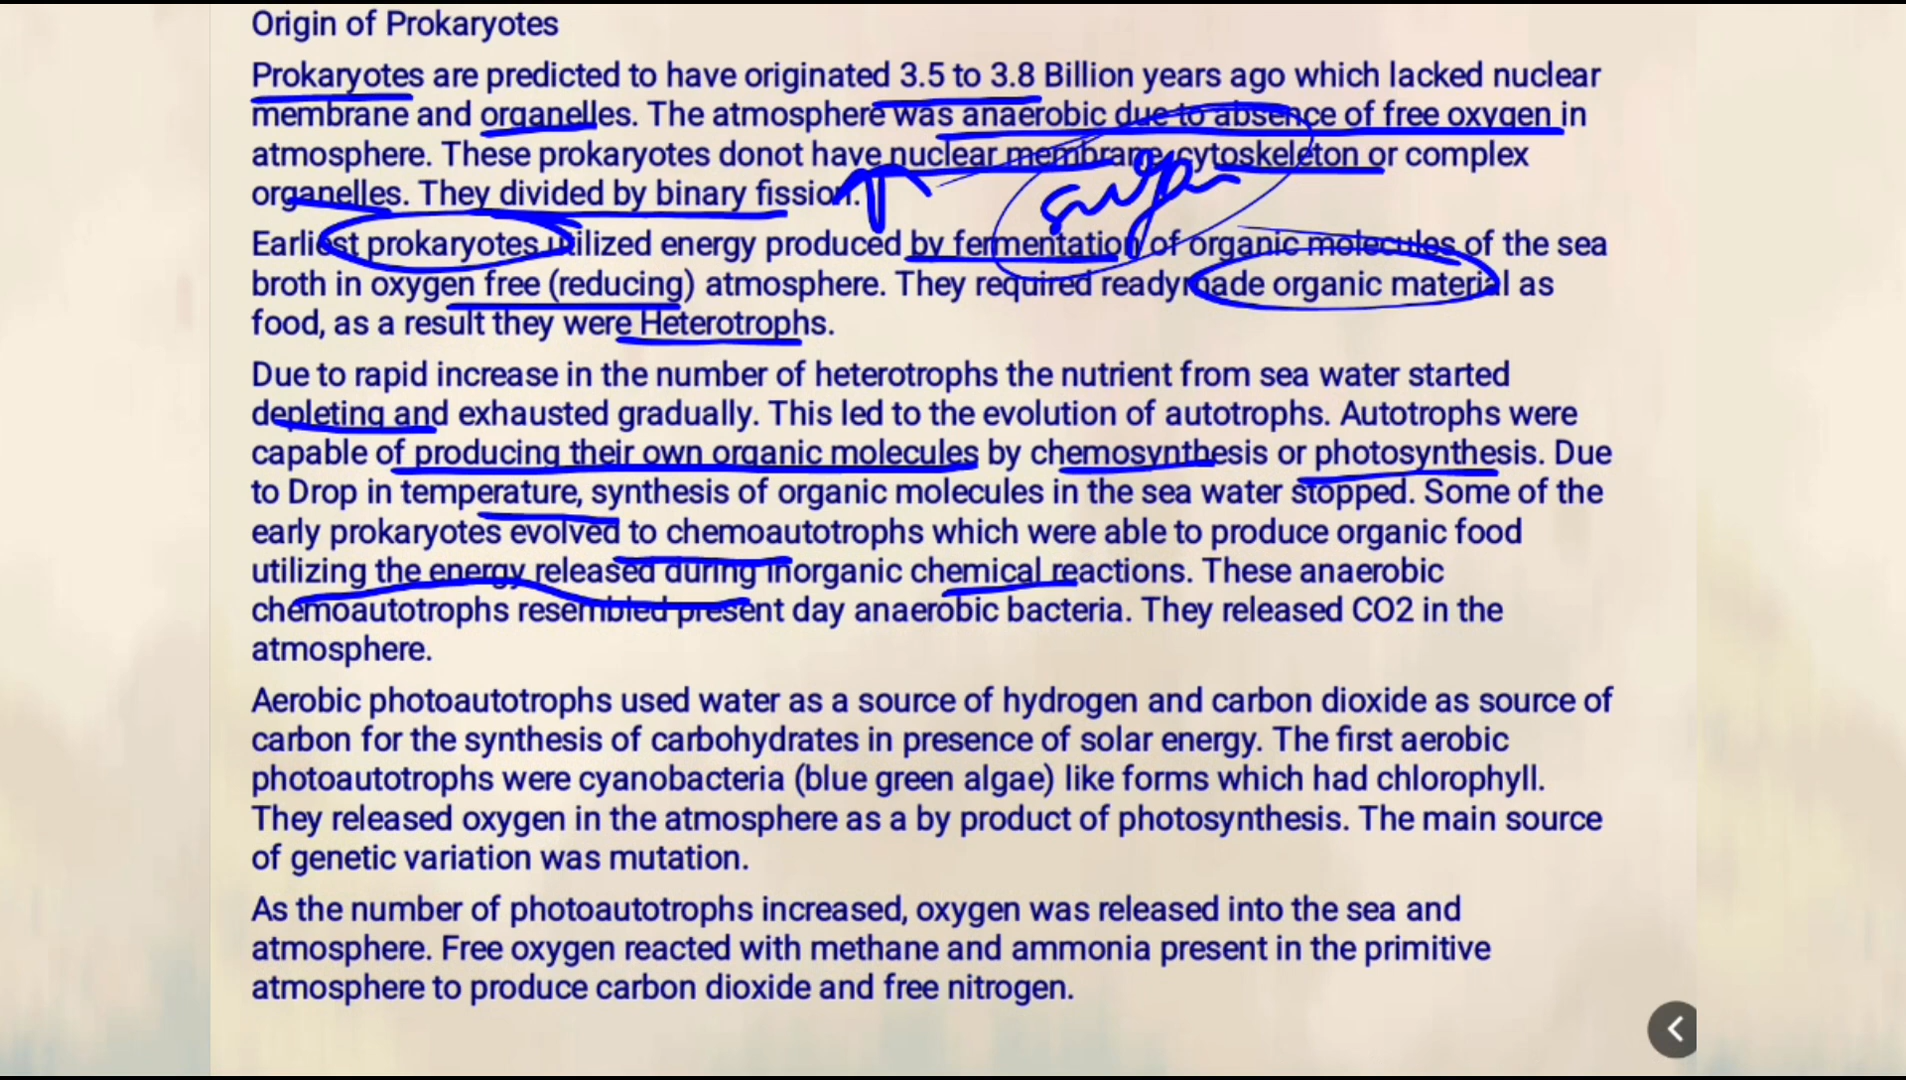 Origin of Prokaryotes
Prokaryotes are predicted to have originated 3.5 to 3.8 Billion years ago which lacked nuclear
membrane and organelles. The atmosphere was anaerobic due to absence of free oxygen in
atmosphere. These prokaryotes donot have nuclear membrane, cytoskeleton or complex
organelles. They divided by binary fission.
Earliest prokaryotes utilized energy produced by fermentation of organic molecules of the sea
broth in oxygen free (reducing) atmosphere. They required readymade organic material as
food, as a result they were Heterotrophs.
Due to rapid increase in the number of heterotrophs the nutrient from sea water started
depleting and exhausted gradually. This led to the evolution of autotrophs. Autotrophs were
capable of producing their own organic molecules by chemosynthesis or photosynthesis. Due
to Drop in temperature, synthesis of organic molecules in the sea water stopped. Some of the
early prokaryotes evolved to chemoautotrophs which were able to produce organic food
utilizing the energy released during inorganic chemical reactions. These anaerobic
chemoautotrophs resembled present day anaerobic bacteria. They released CO2 in the
atmosphere.
Aerobic photoautotrophs used water as a source of hydrogen and carbon dioxide as source of
carbon for the synthesis of carbohydrates in presence of solar energy. The first aerobic
photoautotrophs were cyanobacteria (blue green algae) like forms which had chlorophyll.
They released oxygen in the atmosphere as a by product of photosynthesis. The main source
of genetic variation was mutation.
As the number of photoautotrophs increased, oxygen was released into the sea and
atmosphere. Free oxygen reacted with methane and ammonia present in the primitive
atmosphere to produce carbon dioxide and free nitrogen.